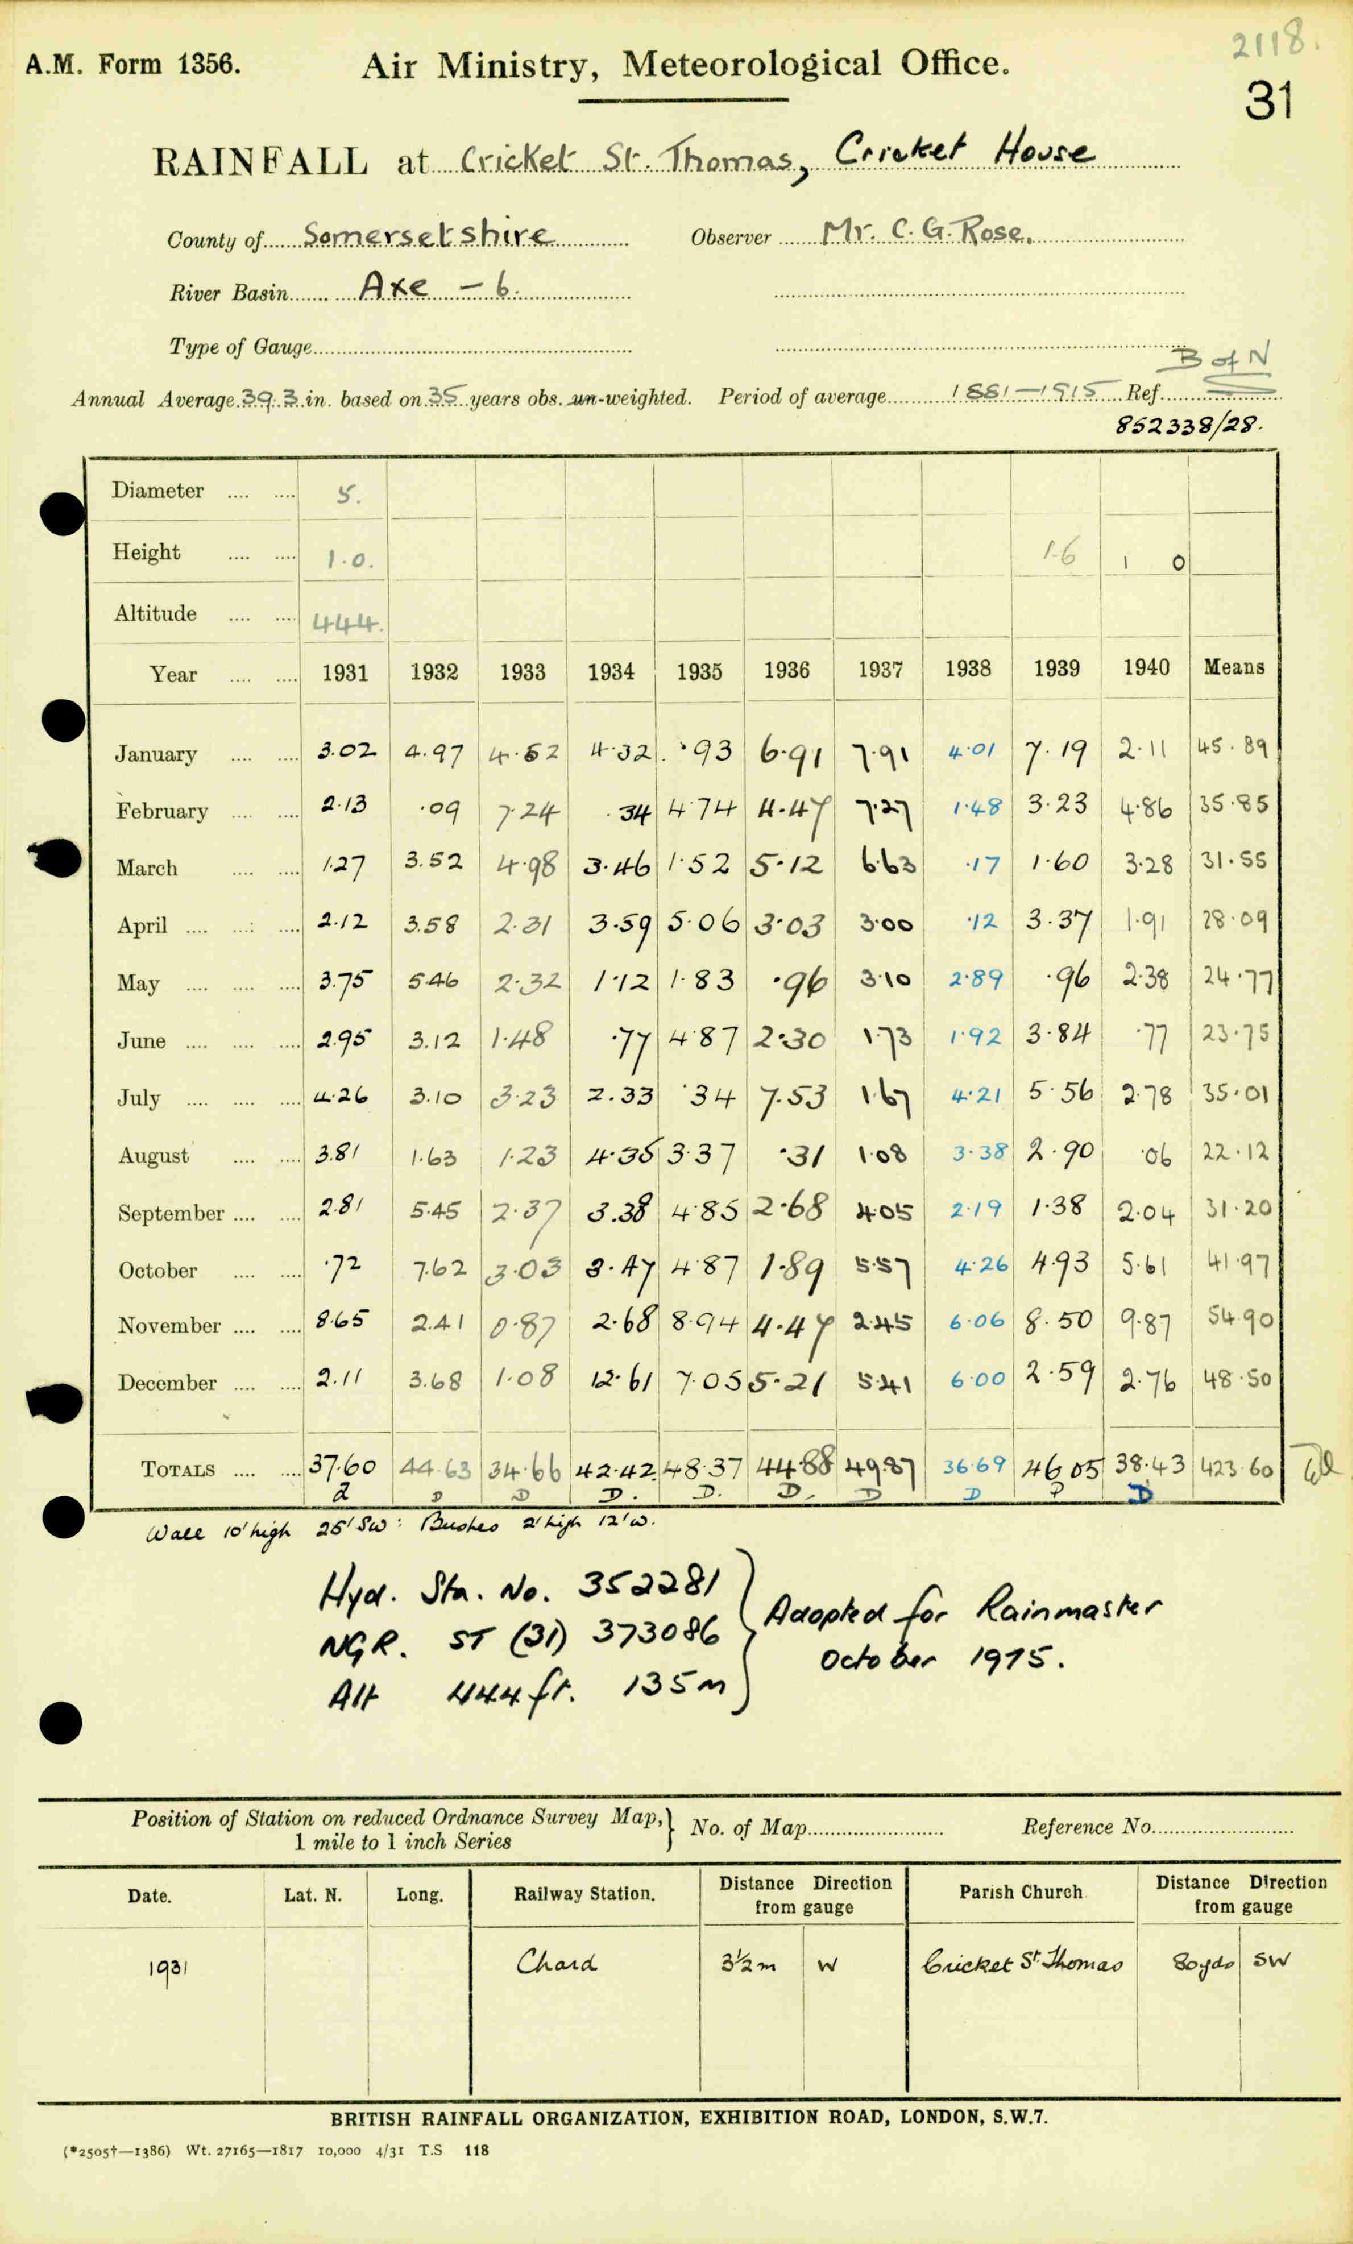 2118.
A.M. Form 1356. Air Ministry, Meteorological Office.
31
RAINFALL at Cricket St. Thomas, Cricket House
County of Somersetshire Observer Mr. C. G. Rose.
River Basin Axe - 6.
Type of Gauge
B of N
Annual Average 39.3 in. based on 35 years obs. un-weighted. Period of average 1881-1915 Ref.
852338/28.
Diameter 5.
Height 1.0. 1.6 1 0
Altitude 444.
Year 1931 1932 1933 1934 1935 1936 1937 1938 1939 1940 Means
January 3.02 4.97 4.52 4.32 .93 6.91 7.91 4.01 7.19 2.11 45.89
February 2.13 .09 7.24 .34 4.74 4.47 7.27 1.48 3.23 4.86 35.85
March 1.27 3.52 4.98 3.46 1.52 5.12 6.63 .17 1.60 3.28 31.55
April 2.12 3.58 2.31 3.59 5.06 3.03 3.00 .12 3.37 1.91 28.09
May 3.75 5.46 2.32 1.12 1.83 .96 3.10 2.89 .96 2.38 24.77
June 2.95 3.12 1.48 .77 4.87 2.30 1.73 1.92 3.84 .77 23.75
July 4.26 3.10 3.23 2.33 .34 7.53 1.67 4.21 5.56 2.78 35.01
August 3.81 1.63 1.23 4.35 3.37 .31 1.08 3.38 2.90 .06 22.12
September 2.81 5.45 2.37 3.38 4.85 2.68 4.05 2.19 1.38 2.04 31.20
October .72 7.62 3.03 3.47 4.87 1.89 5.57 4.26 4.93 5.61 41.97
November 8.65 2.41 0.87 2.68 8.94 4.47 2.45 6.06 8.50 9.87 54.90
December 2.11 3.68 1.08 12.61 7.05 5.21 5.41 6.00 2.59 2.76 48.50
TOTALS 37.60 44.63 34.66 42.42 48.37 44.88 49.87 36.69 46.05 38.43 423.60
D D D. D. D. D D D D
Wall 10' high 25' SW: Bushes 2' high 12' W.
Hyd. Sta. No. 352281
NGR. ST (31) 373086
Alt 444 ft. 135m
Adopted for Rainmaster
October 1975.
Position of Station on reduced Ordnance Survey Map,
1 mile to 1 inch Series
No. of Map Reference No.
Date. Lat. N. Long. Railway Station. Distance from gauge Direction Parish Church Distance from gauge Direction
1931 Chard 3½m W Cricket St Thomas 80yds SW
BRITISH RAINFALL ORGANIZATION, EXHIBITION ROAD, LONDON, S.W.7.
(*2505†—1386) Wt. 27165—1817 10,000 4/31 T.S 118